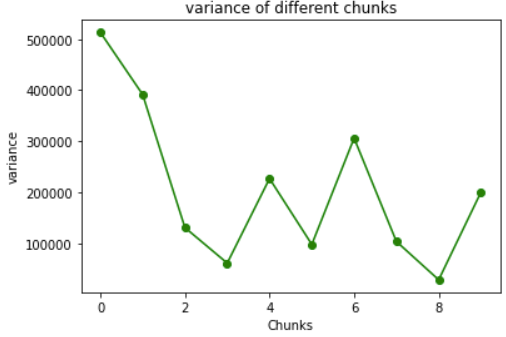 variance of different chunks
500000
400000
300000
200000
100000
variance
0 2 4 6 8
Chunks